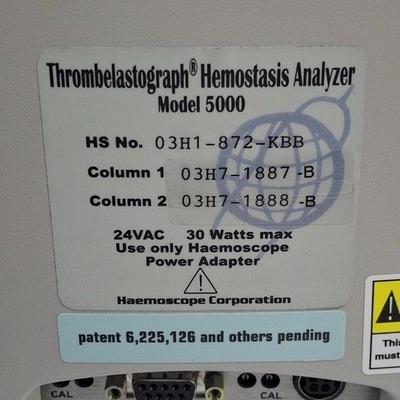 Thrombelastograph® Hemostasis Analyzer
Model 5000
HS No. 03H1-872-KBB
Column 1 03H7-1887-B
Column 2 03H7-1888-B
24VAC 30 Watts max
Use only Haemoscope
Power Adapter
Haemoscope Corporation
patent 6,225,126 and others pending
This
must
CAL
CAL